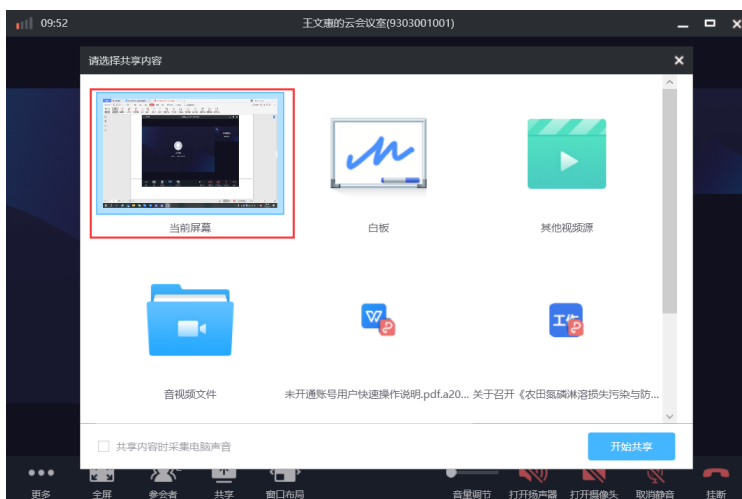 09:52
王文惠的云会议室(9303001001)
请选择共享内容
当前屏幕
白板
其他视频源
音视频文件
未开通账号用户快速操作说明.pdf.a20...
关于召开《农田氮磷淋溶损失污染与防...
共享内容时采集电脑声音
开始共享
更多
全屏
参会者
共享
窗口布局
音量调节
打开扬声器
打开摄像头
取消静音
挂断